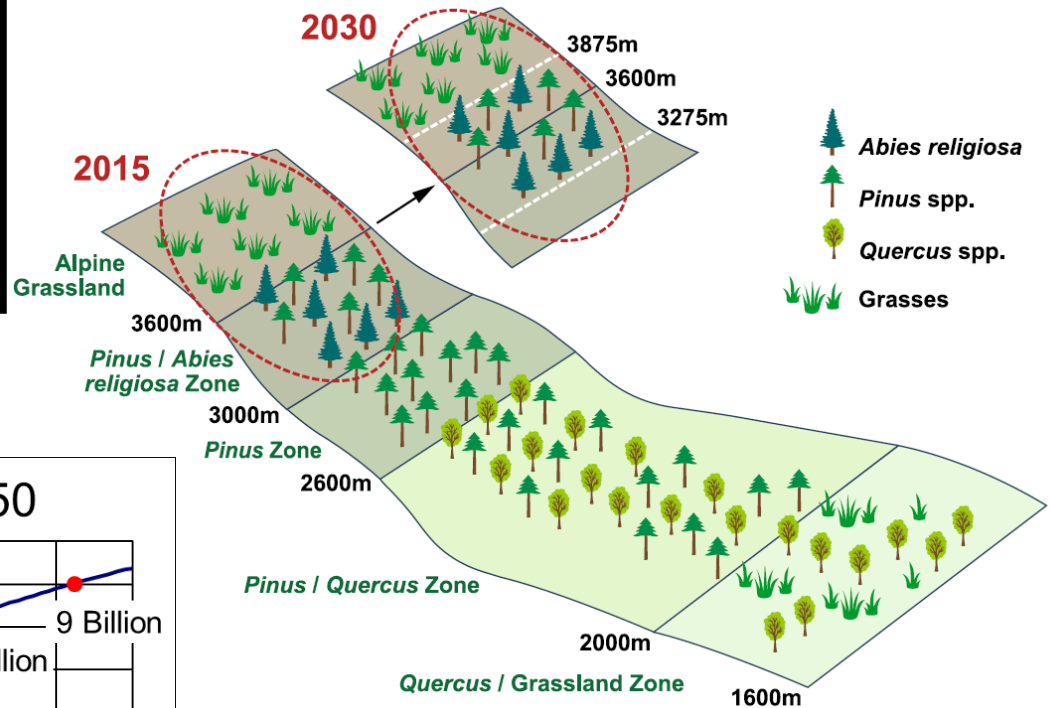 2030
3875m
3600m
3275m
Abies religiosa
Pinus spp.
Quercus spp.
Grasses
2015
Alpine
Grassland
3600m
Pinus / Abies
religiosa Zone
3000m
Pinus Zone
2600m
Pinus / Quercus Zone
2000m
Quercus / Grassland Zone
1600m
50
9 Billion
llion